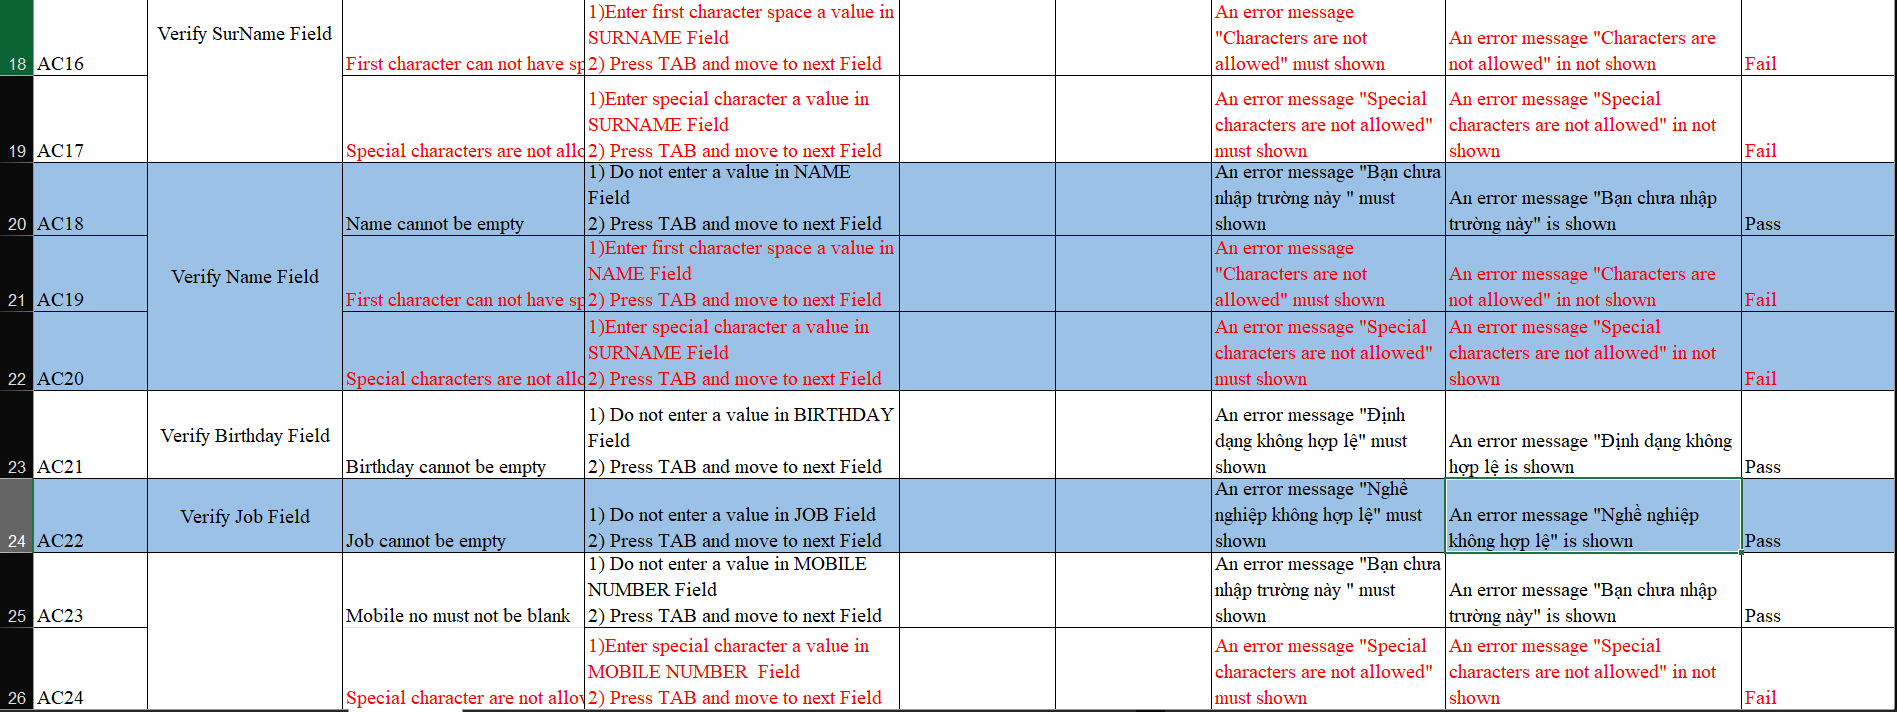 18
AC16
Verify SurName Field
First character can not have sp
1)Enter first character space a value in
SURNAME Field
2) Press TAB and move to next Field
An error message
"Characters are not
allowed" must shown
An error message "Characters are
not allowed" in not shown
Fail
19
AC17
Special characters are not allo
1)Enter special character a value in
SURNAME Field
2) Press TAB and move to next Field
An error message "Special
characters are not allowed"
must shown
An error message "Special
characters are not allowed" in not
shown
Fail
20
AC18
Verify Name Field
Name cannot be empty
1) Do not enter a value in NAME
Field
2) Press TAB and move to next Field
An error message "Bạn chưa
nhập trường này " must
shown
An error message "Bạn chưa nhập
trường này" is shown
Pass
21
AC19
First character can not have sp
1)Enter first character space a value in
NAME Field
2) Press TAB and move to next Field
An error message
"Characters are not
allowed" must shown
An error message "Characters are
not allowed" in not shown
Fail
22
AC20
Special characters are not allo
1)Enter special character a value in
SURNAME Field
2) Press TAB and move to next Field
An error message "Special
characters are not allowed"
must shown
An error message "Special
characters are not allowed" in not
shown
Fail
23
AC21
Verify Birthday Field
Birthday cannot be empty
1) Do not enter a value in BIRTHDAY
Field
2) Press TAB and move to next Field
An error message "Định
dạng không hợp lệ" must
shown
An error message "Định dạng không
hợp lệ is shown
Pass
24
AC22
Verify Job Field
Job cannot be empty
1) Do not enter a value in JOB Field
2) Press TAB and move to next Field
An error message "Nghề
nghiệp không hợp lệ" must
shown
An error message "Nghề nghiệp
không hợp lệ" is shown
Pass
25
AC23
Mobile no must not be blank
1) Do not enter a value in MOBILE
NUMBER Field
2) Press TAB and move to next Field
An error message "Bạn chưa
nhập trường này " must
shown
An error message "Bạn chưa nhập
trường này" is shown
Pass
26
AC24
Special character are not allow
1)Enter special character a value in
MOBILE NUMBER  Field
2) Press TAB and move to next Field
An error message "Special
characters are not allowed"
must shown
An error message "Special
characters are not allowed" in not
shown
Fail